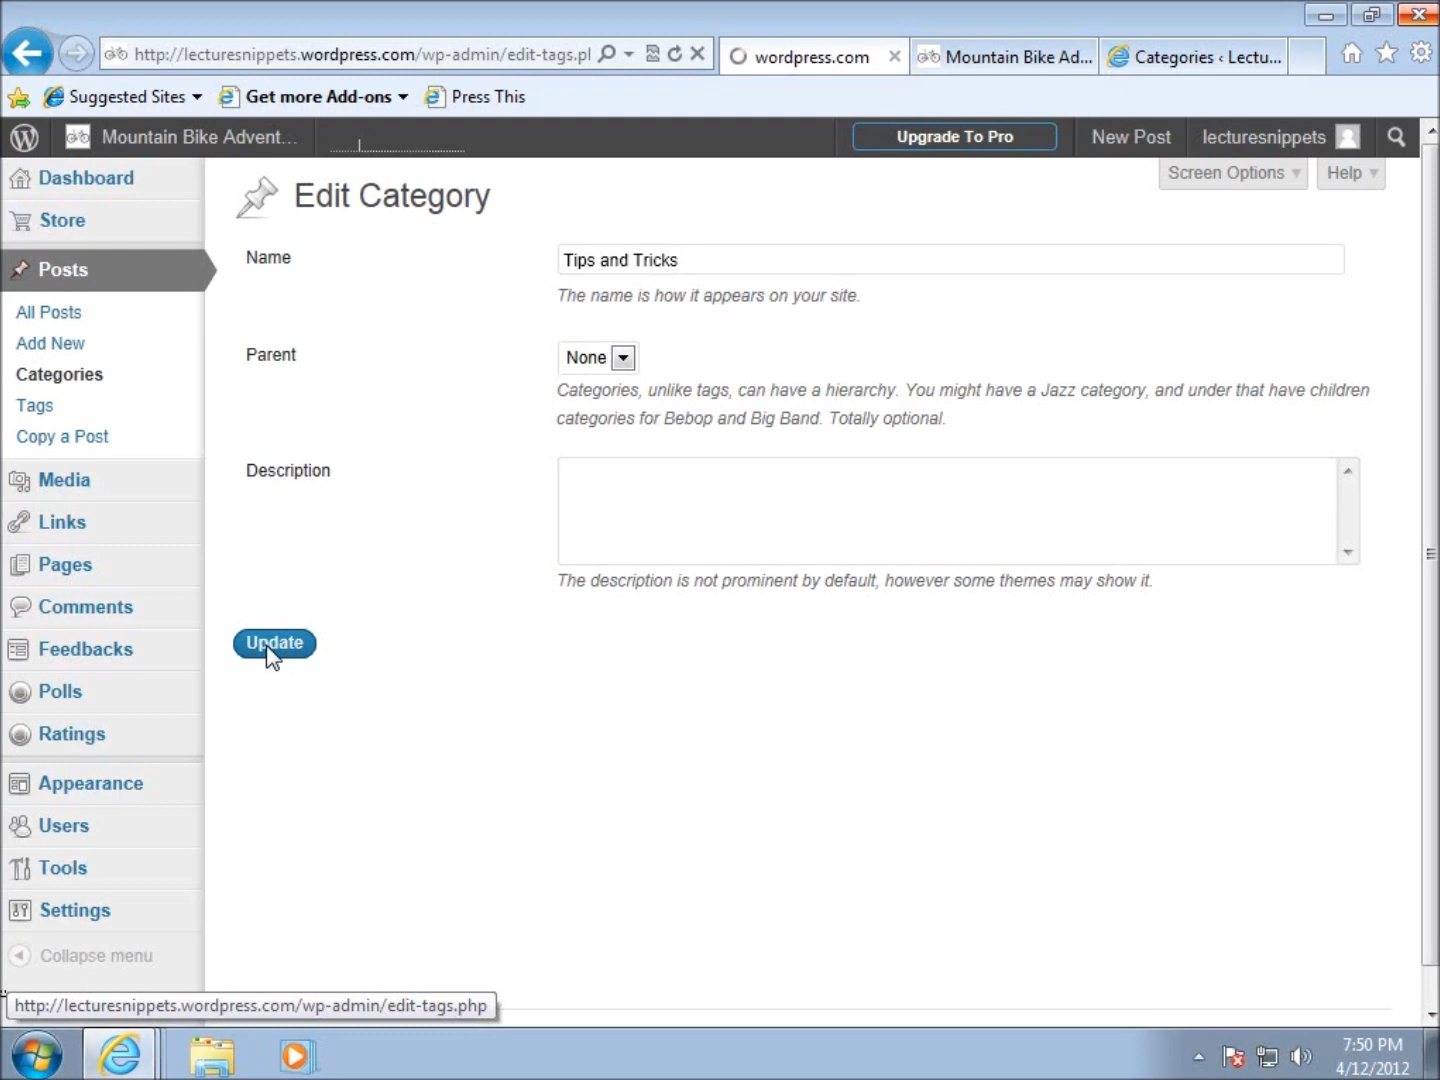 http://lecturesnippets.wordpress.com/wp-admin/edit-tags.pl
wordpress.com
Mountain Bike Ad...
Categories ‹ Lectu...
Suggested Sites
Get more Add-ons
Press This
Mountain Bike Advent...
Upgrade To Pro
New Post
lecturesnippets
Dashboard
Store
Posts
All Posts
Add New
Categories
Tags
Copy a Post
Media
Links
Pages
Comments
Feedbacks
Polls
Ratings
Appearance
Users
Tools
Settings
Collapse menu
Screen Options
Help
Edit Category
Name
Tips and Tricks
The name is how it appears on your site.
Parent
None
Categories, unlike tags, can have a hierarchy. You might have a Jazz category, and under that have children
categories for Bebop and Big Band. Totally optional.
Description
The description is not prominent by default, however some themes may show it.
Update
http://lecturesnippets.wordpress.com/wp-admin/edit-tags.php
7:50 PM
4/12/2012